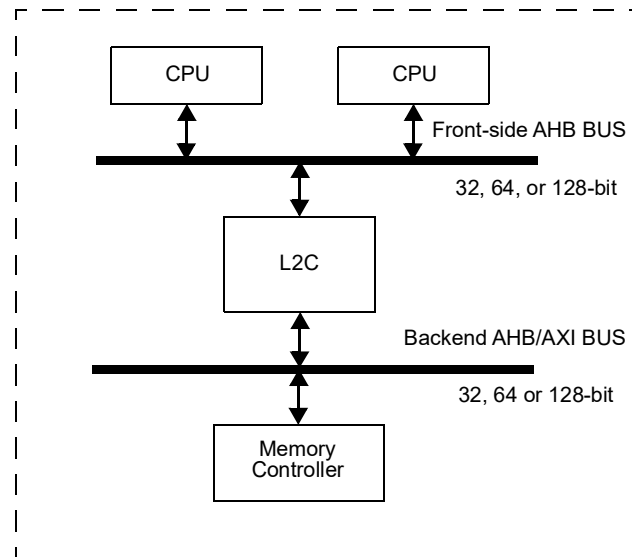 CPU
CPU
Front-side AHB BUS
32, 64, or 128-bit
L2C
Backend AHB/AXI BUS
32, 64 or 128-bit
Memory
Controller